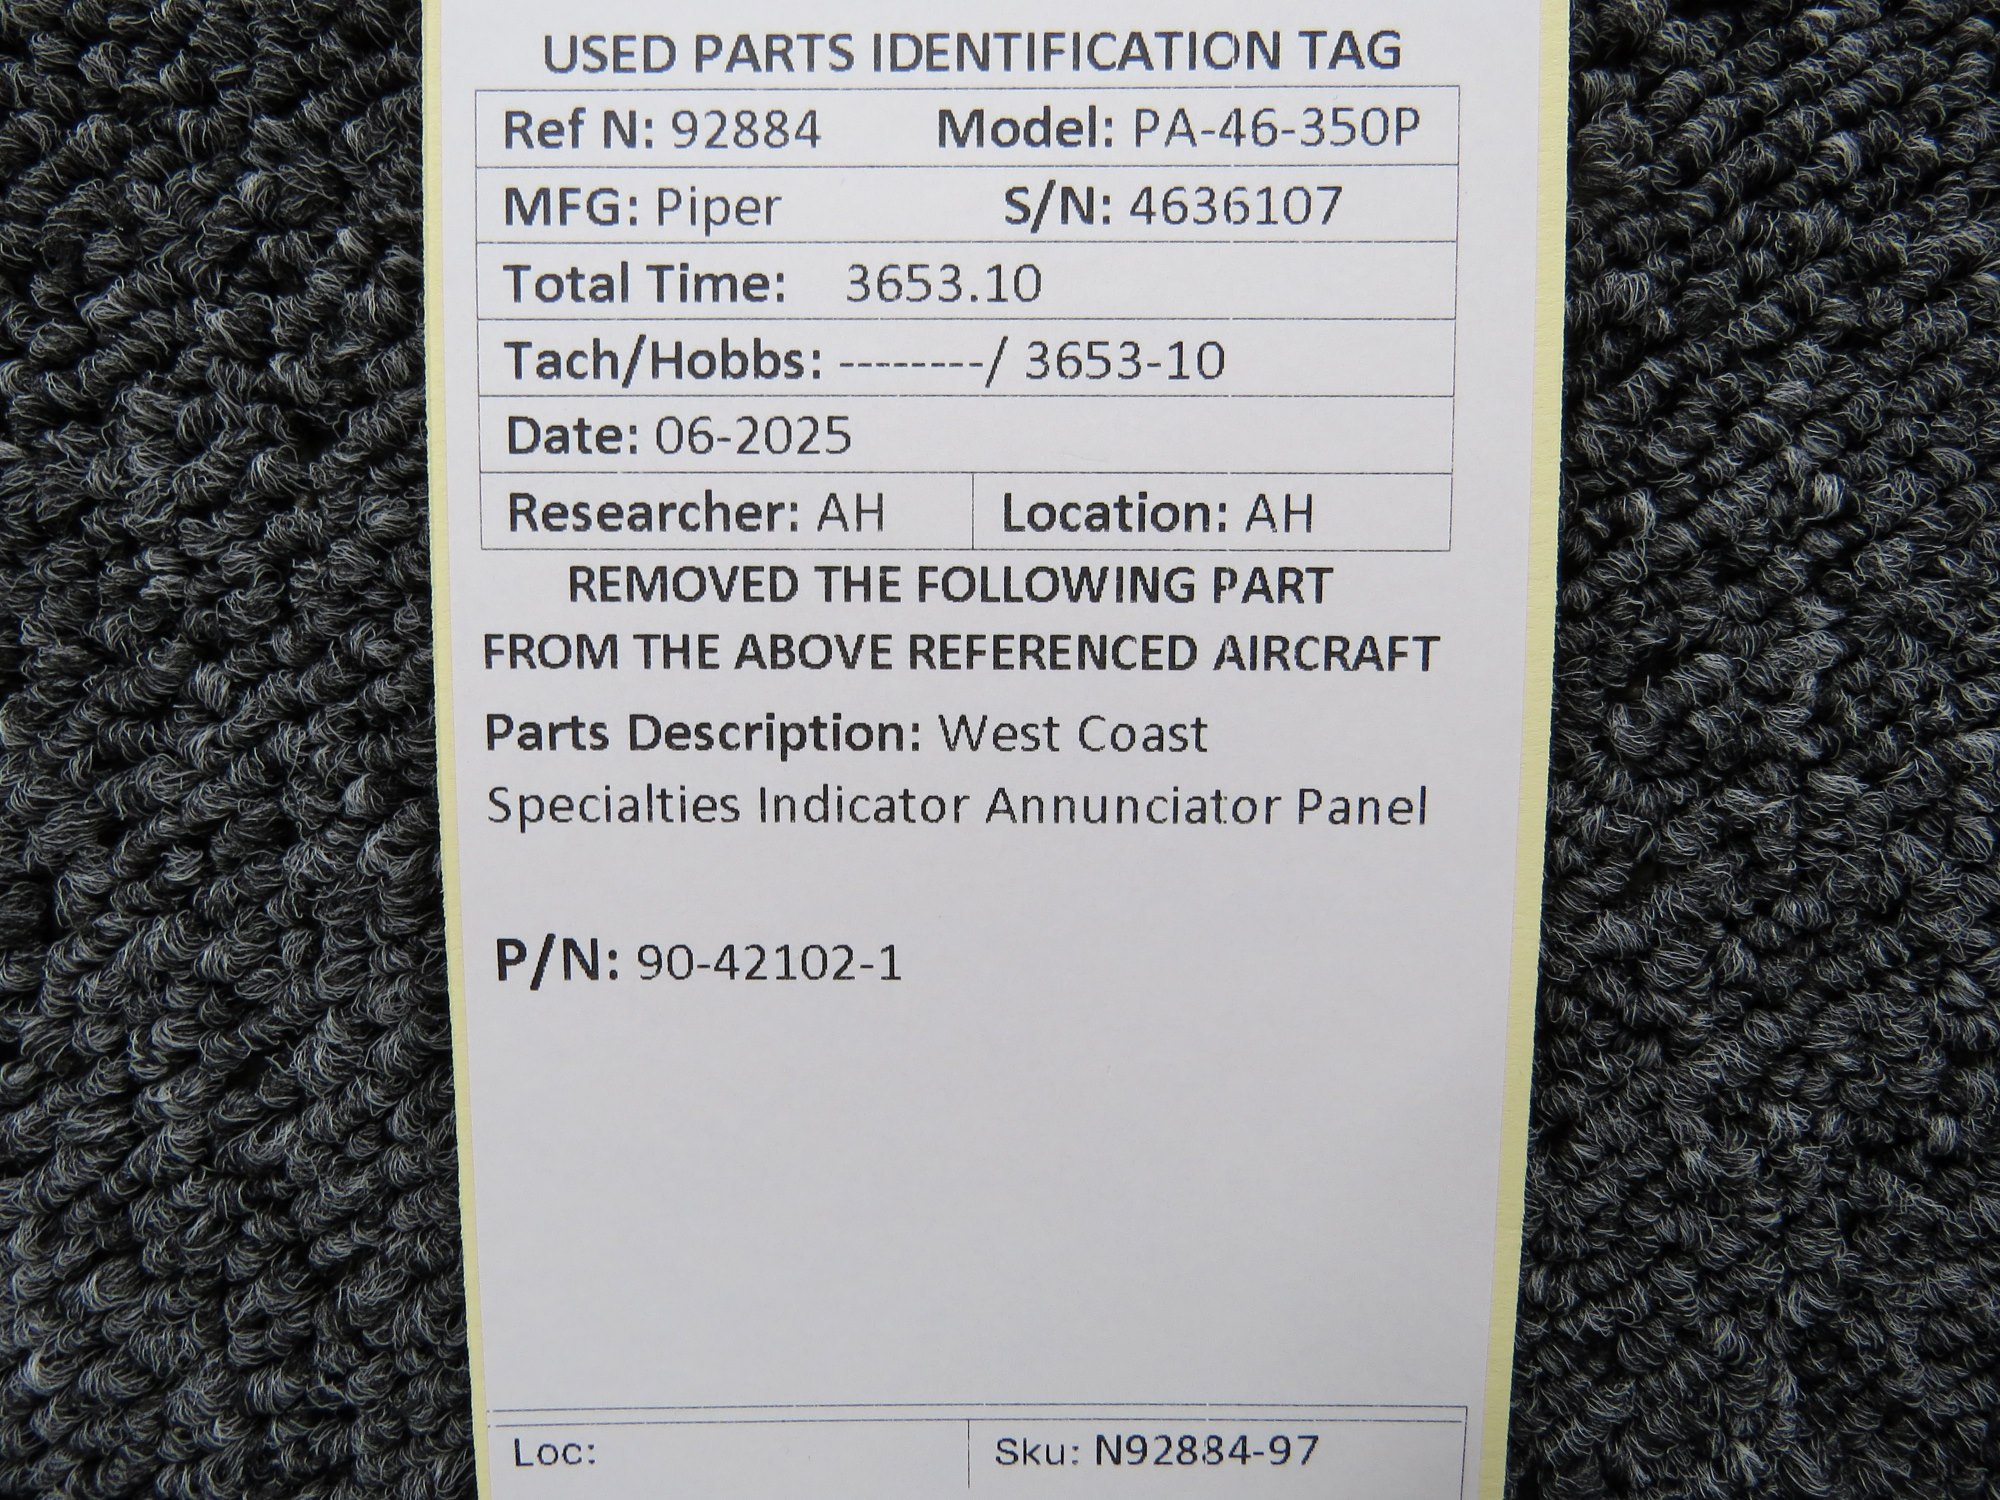 USED PARTS IDENTIFICATION TAG
Ref N: 92884 Model: PA-46-350P
MFG: Piper S/N: 4636107
Total Time: 3653.10
Tach/Hobbs: --------/ 3653-10
Date: 06-2025
Researcher: AH Location: AH
REMOVED THE FOLLOWING PART
FROM THE ABOVE REFERENCED AIRCRAFT
Parts Description: West Coast
Specialties Indicator Annunciator Panel
P/N: 90-42102-1
Loc: Sku: N92884-97